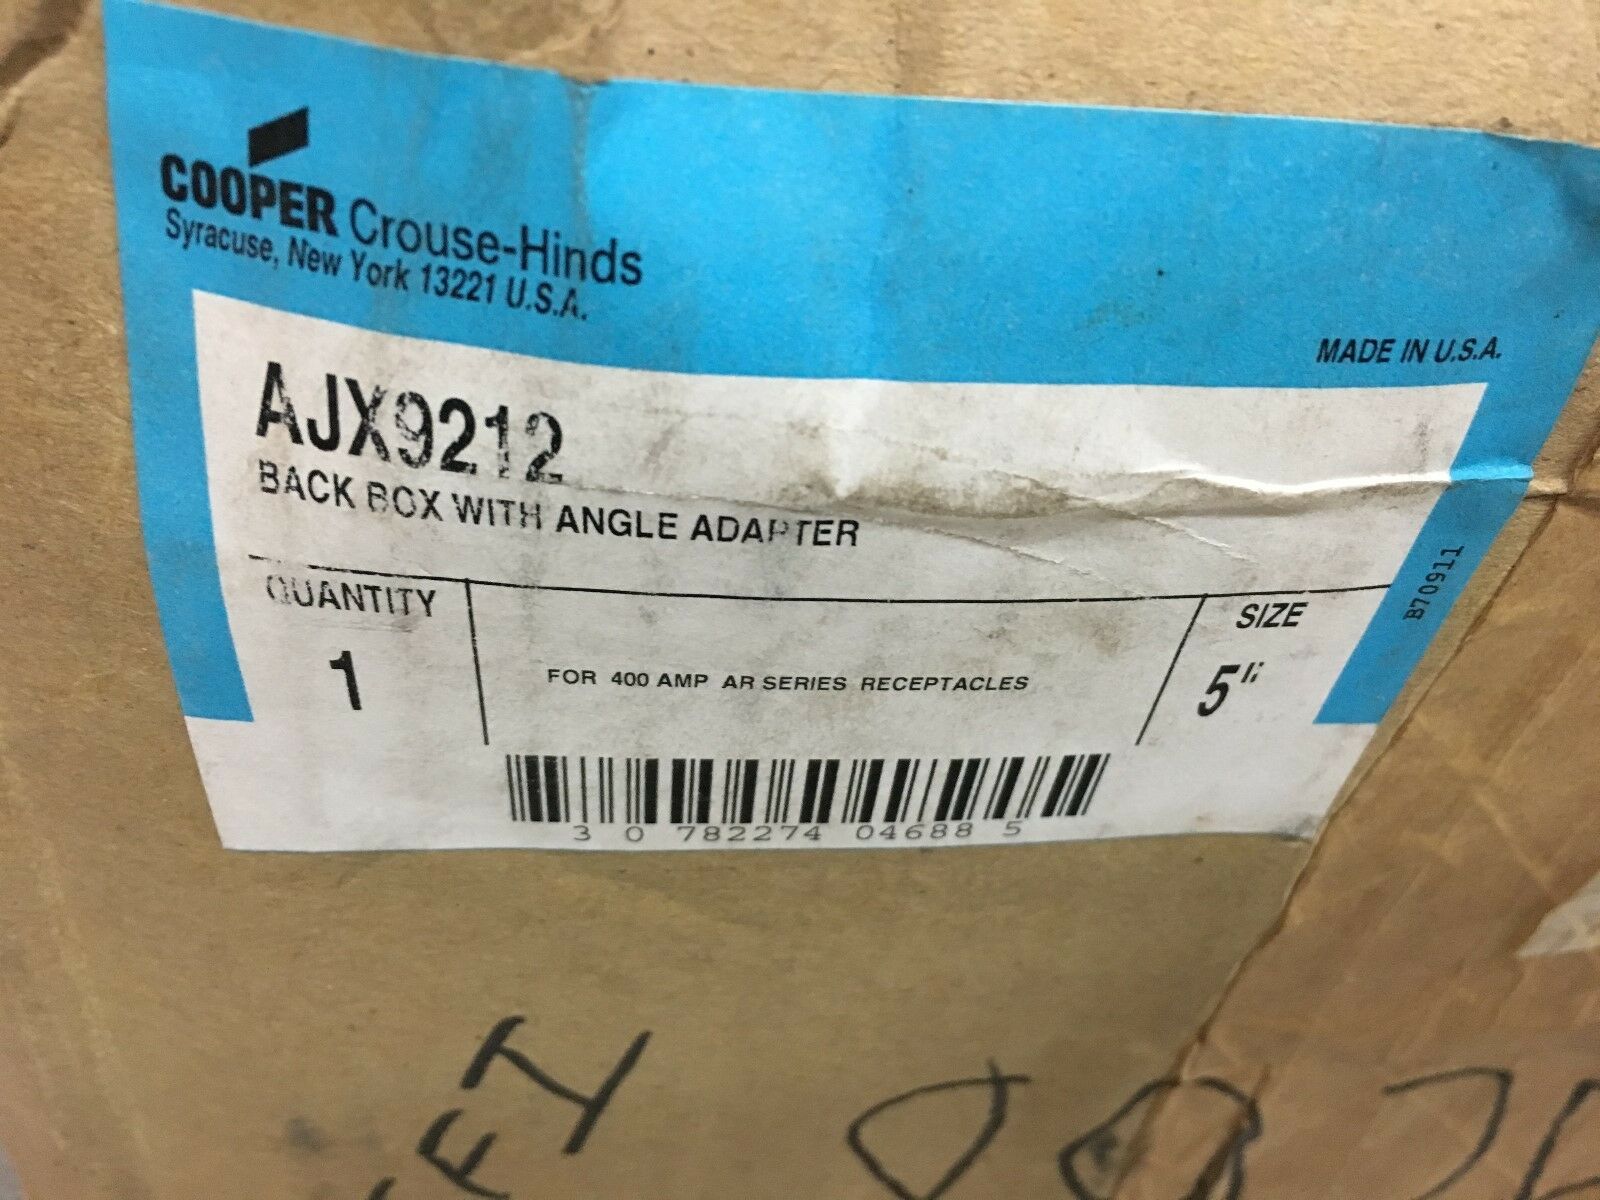 COOPER Crouse-Hinds
Syracuse, New York 13221 U.S.A.
MADE IN U.S.A.
AJX9212
BACK BOX WITH ANGLE ADAPTER
B70911
QUANTITY
1
FOR 400 AMP AR SERIES RECEPTACLES
SIZE
5"
3 0 782274 04688 5